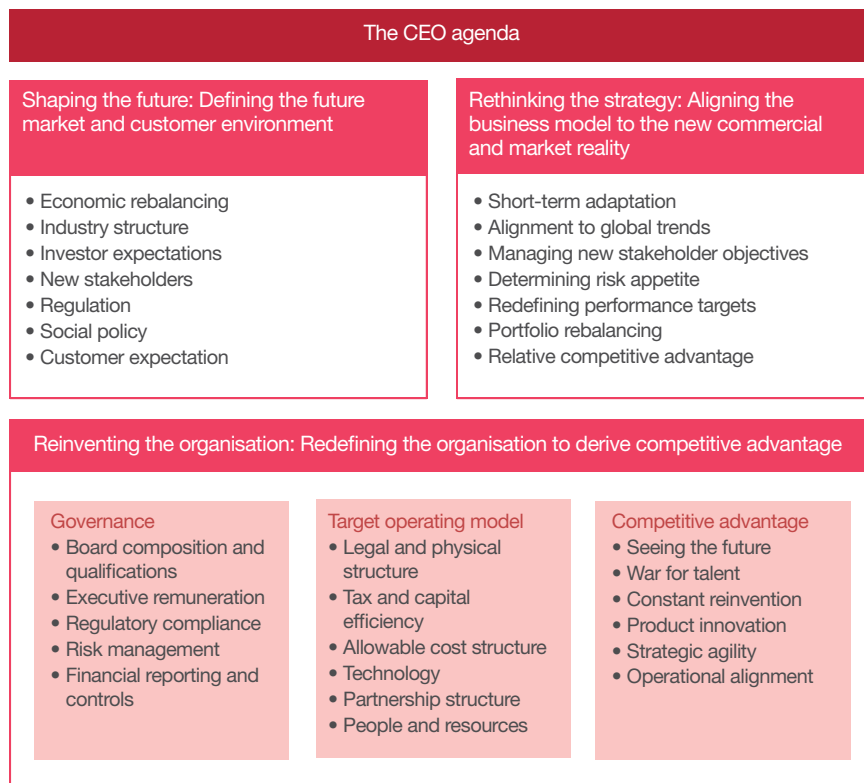 The CEO agenda
Shaping the future: Defining the future
market and customer environment
• Economic rebalancing
• Industry structure
• Investor expectations
• New stakeholders
• Regulation
• Social policy
• Customer expectation
Rethinking the strategy: Aligning the
business model to the new commercial
and market reality
• Short-term adaptation
• Alignment to global trends
• Managing new stakeholder objectives
• Determining risk appetite
• Redefining performance targets
• Portfolio rebalancing
• Relative competitive advantage
Reinventing the organisation: Redefining the organisation to derive competitive advantage
Governance
• Board composition and
qualifications
• Executive remuneration
• Regulatory compliance
• Risk management
• Financial reporting and
controls
Target operating model
• Legal and physical
structure
• Tax and capital
efficiency
• Allowable cost structure
• Technology
• Partnership structure
• People and resources
Competitive advantage
• Seeing the future
• War for talent
• Constant reinvention
• Product innovation
• Strategic agility
• Operational alignment